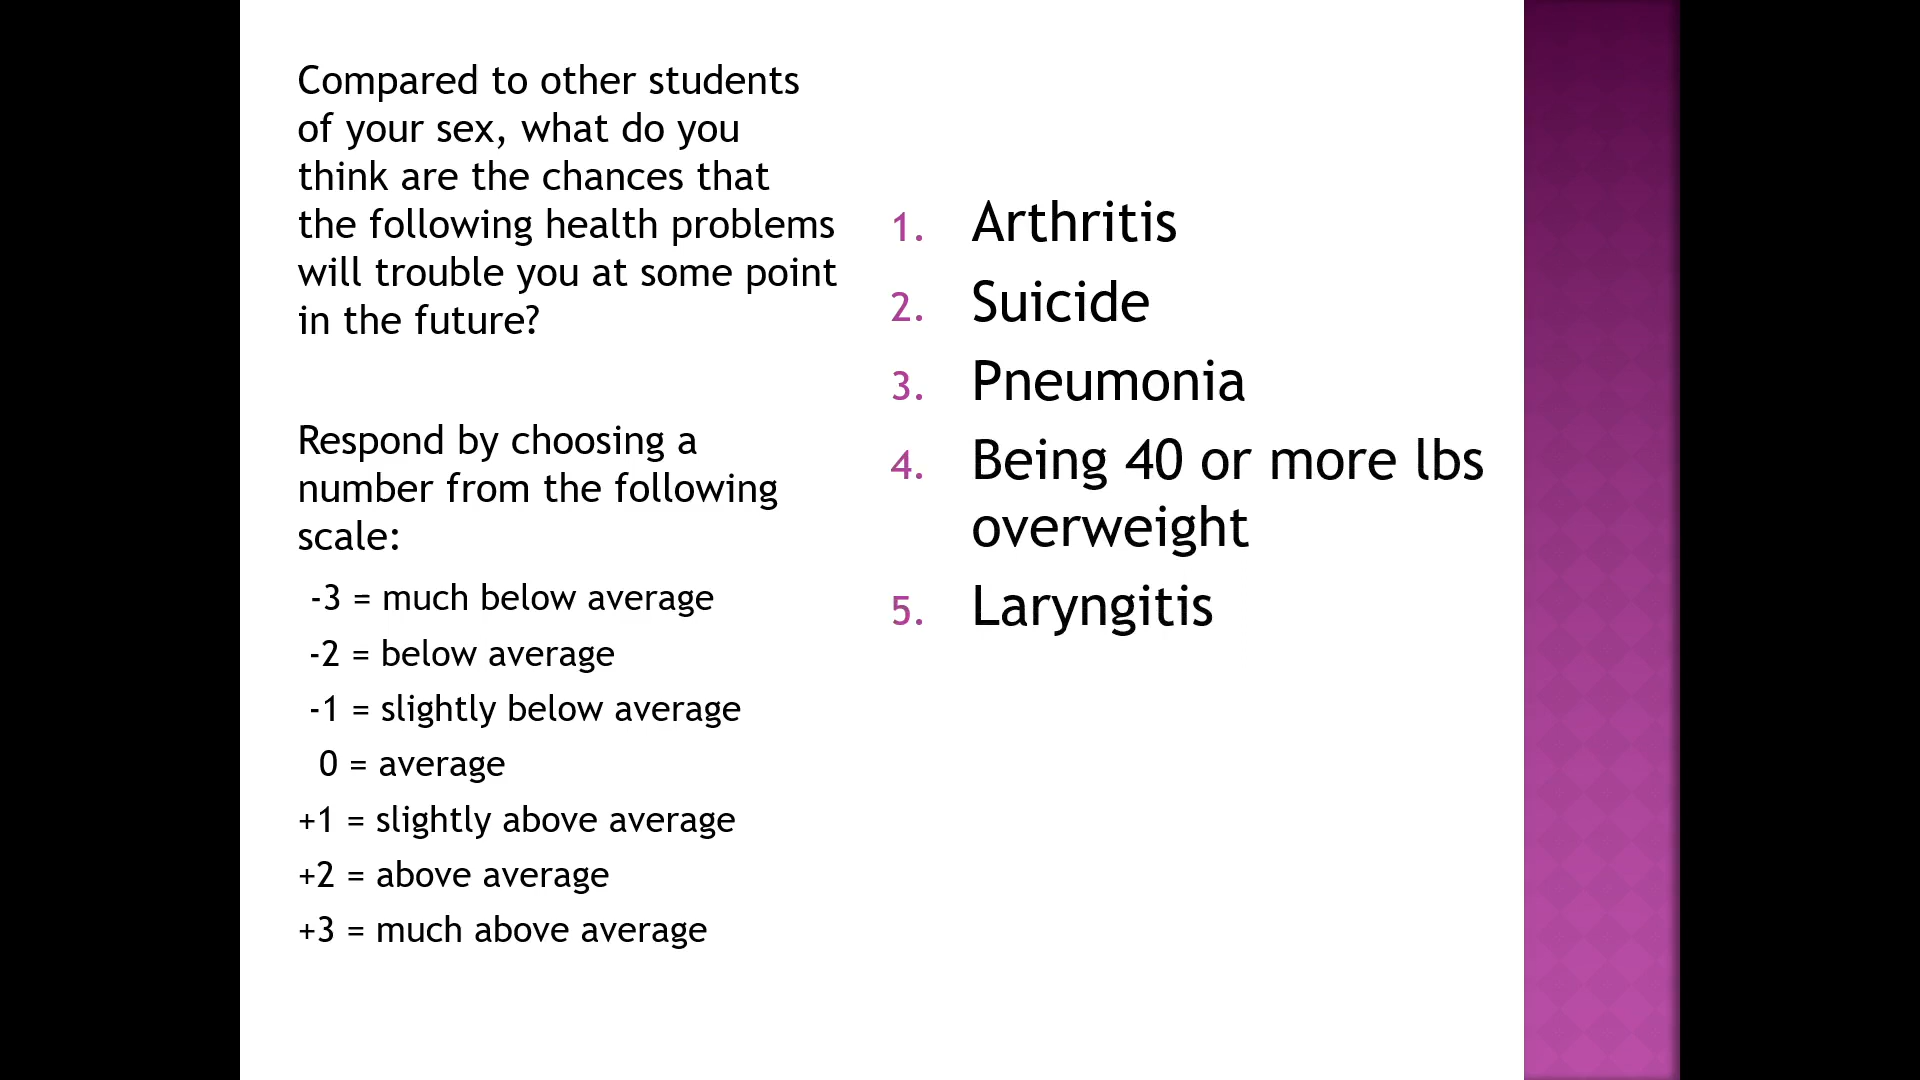 Compared to other students
of your sex, what do you
think are the chances that
the following health problems
will trouble you at some point
in the future?
Respond by choosing a
number from the following
scale:
-3 = much below average
-2 = below average
-1 = slightly below average
0 = average
+1 = slightly above average
+2 = above average
+3 = much above average
1. Arthritis
2. Suicide
3. Pneumonia
4. Being 40 or more lbs
overweight
5. Laryngitis